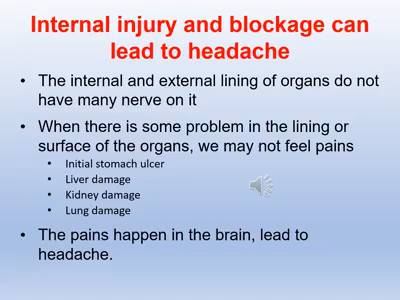 Internal injury and blockage can
lead to headache
• The internal and external lining of organs do not
have many nerve on it
• When there is some problem in the lining or
surface of the organs, we may not feel pains
• Initial stomach ulcer
• Liver damage
• Kidney damage
• Lung damage
• The pains happen in the brain, lead to
headache.